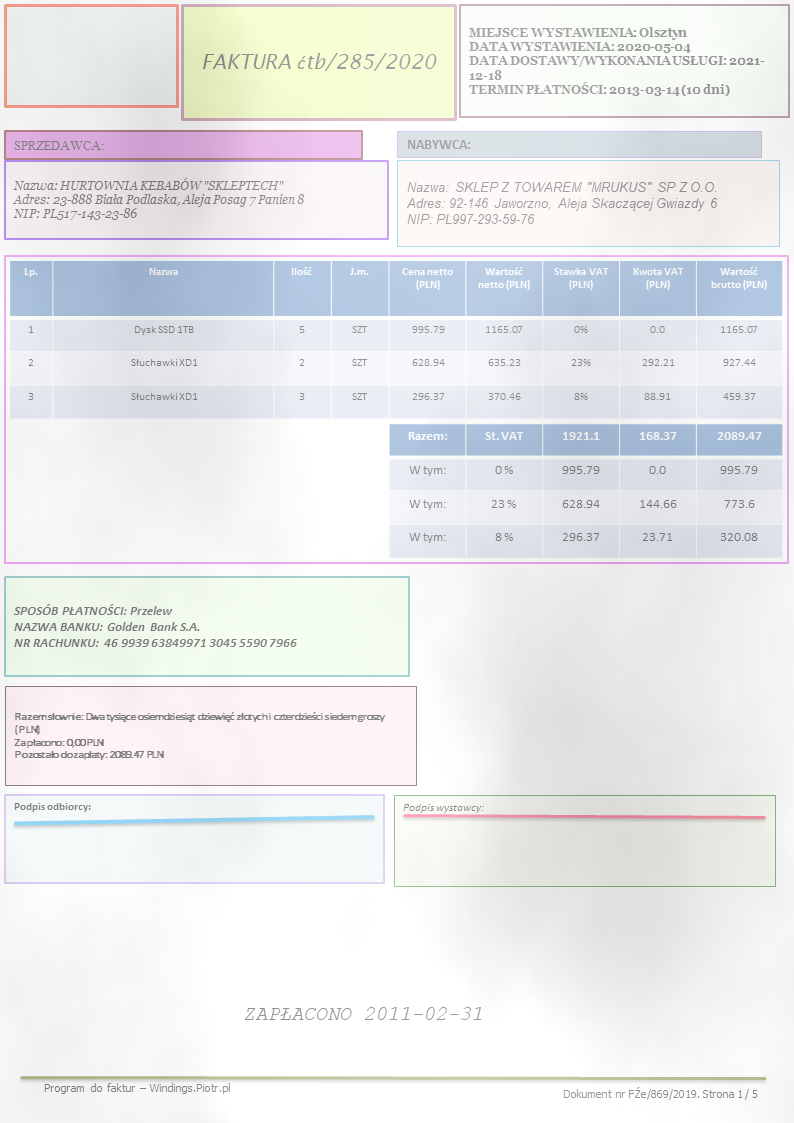 FAKTURA ćtb/285/2020
MIEJSCE WYSTAWIENIA: Olsztyn
DATA WYSTAWIENIA: 2020-05-04
DATA DOSTAWY/WYKONANIA USŁUGI: 2021-
12-18
TERMIN PŁATNOŚCI: 2013-03-14 (10 dni)
SPRZEDAWCA:
Nazwa: HURTOWNIA KEBABÓW "SKLEPTECH"
Adres: 23-888 Biała Podlaska, Aleja Posag 7 Panien 8
NIP: PL517-143-23-86
NABYWCA:
Nazwa: SKLEP Z TOWAREM "MRUKUS" SP Z O.O.
Adres: 92-146 Jaworzno, Aleja Skaczącej Gwiazdy 6
NIP: PL997-293-59-76
Lp. Nazwa Ilość J.m. Cena netto (PLN) Wartość netto (PLN) Stawka VAT (PLN) Kwota VAT (PLN) Wartość brutto (PLN)
1 Dysk SSD 1TB 5 SZT 995.79 1165.07 0% 0.0 1165.07
2 Słuchawki XD1 2 SZT 628.94 635.23 23% 292.21 927.44
3 Słuchawki XD1 3 SZT 296.37 370.46 8% 88.91 459.37
Razem: St. VAT 1921.1 168.37 2089.47
W tym: 0 % 995.79 0.0 995.79
W tym: 23 % 628.94 144.66 773.6
W tym: 8 % 296.37 23.71 320.08
SPOSÓB PŁATNOŚCI: Przelew
NAZWA BANKU: Golden Bank S.A.
NR RACHUNKU: 46 9939 63849971 3045 5590 7966
Razem słownie: Dwa tysiące osiemdziesiąt dziewięć złotych i czterdzieści siedem groszy
(PLN)
Zapłacono: 0,00 PLN
Pozostało do zapłaty: 2089.47 PLN
Podpis odbiorcy:
Podpis wystawcy:
ZAPŁACONO 2011-02-31
Program do faktur – Windings.Piotr.pl
Dokument nr FŹe/869/2019. Strona 1 / 5